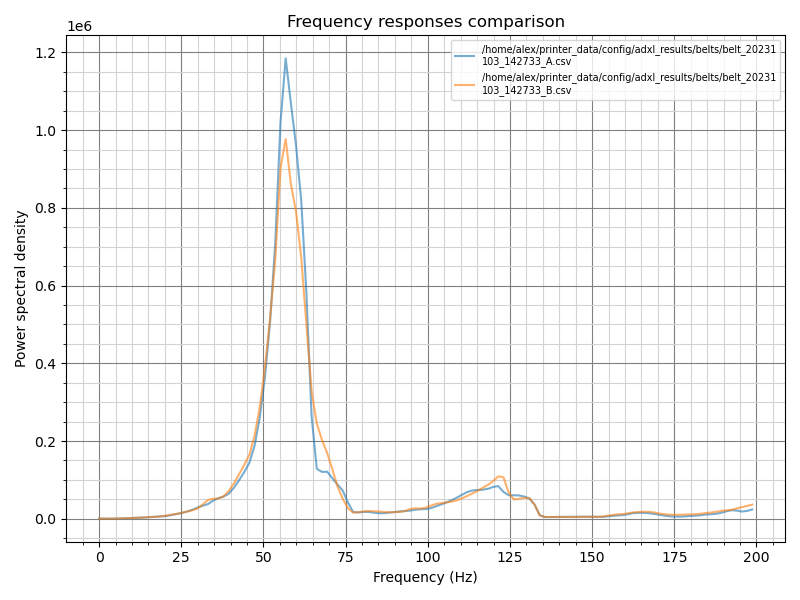 Frequency responses comparison
1e6
/home/alex/printer_data/config/adxl_results/belts/belt_20231
103_142733_A.csv
/home/alex/printer_data/config/adxl_results/belts/belt_20231
103_142733_B.csv
1.2
1.0
0.8
0.6
0.4
0.2
0.0
Power spectral density
0 25 50 75 100 125 150 175 200
Frequency (Hz)